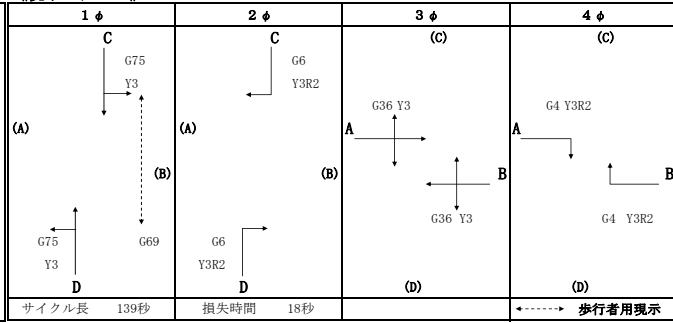 1φ 2φ 3φ 4φ
C C (C) (C)
G75 G6
Y3 Y3R2
G36 Y3 G4 Y3R2
(A) (A) A A
(B) (B) B B
G75 G69 G6 G36 Y3 G4 Y3R2
Y3 Y3R2
D D (D) (D)
サイクル長 139秒 損失時間 18秒 歩行者用現示